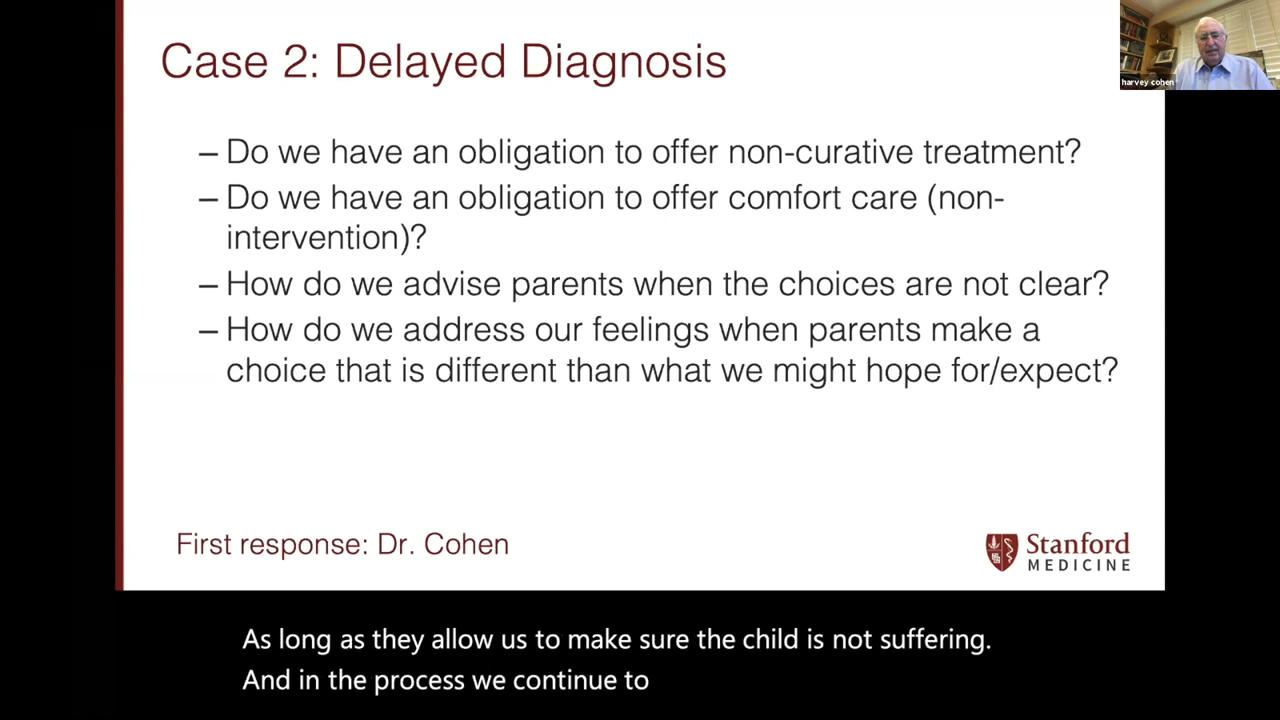 Case 2: Delayed Diagnosis
harvey cohen
– Do we have an obligation to offer non-curative treatment?
– Do we have an obligation to offer comfort care (non-
intervention)?
– How do we advise parents when the choices are not clear?
– How do we address our feelings when parents make a
choice that is different than what we might hope for/expect?
First response: Dr. Cohen
Stanford
MEDICINE
As long as they allow us to make sure the child is not suffering.
And in the process we continue to